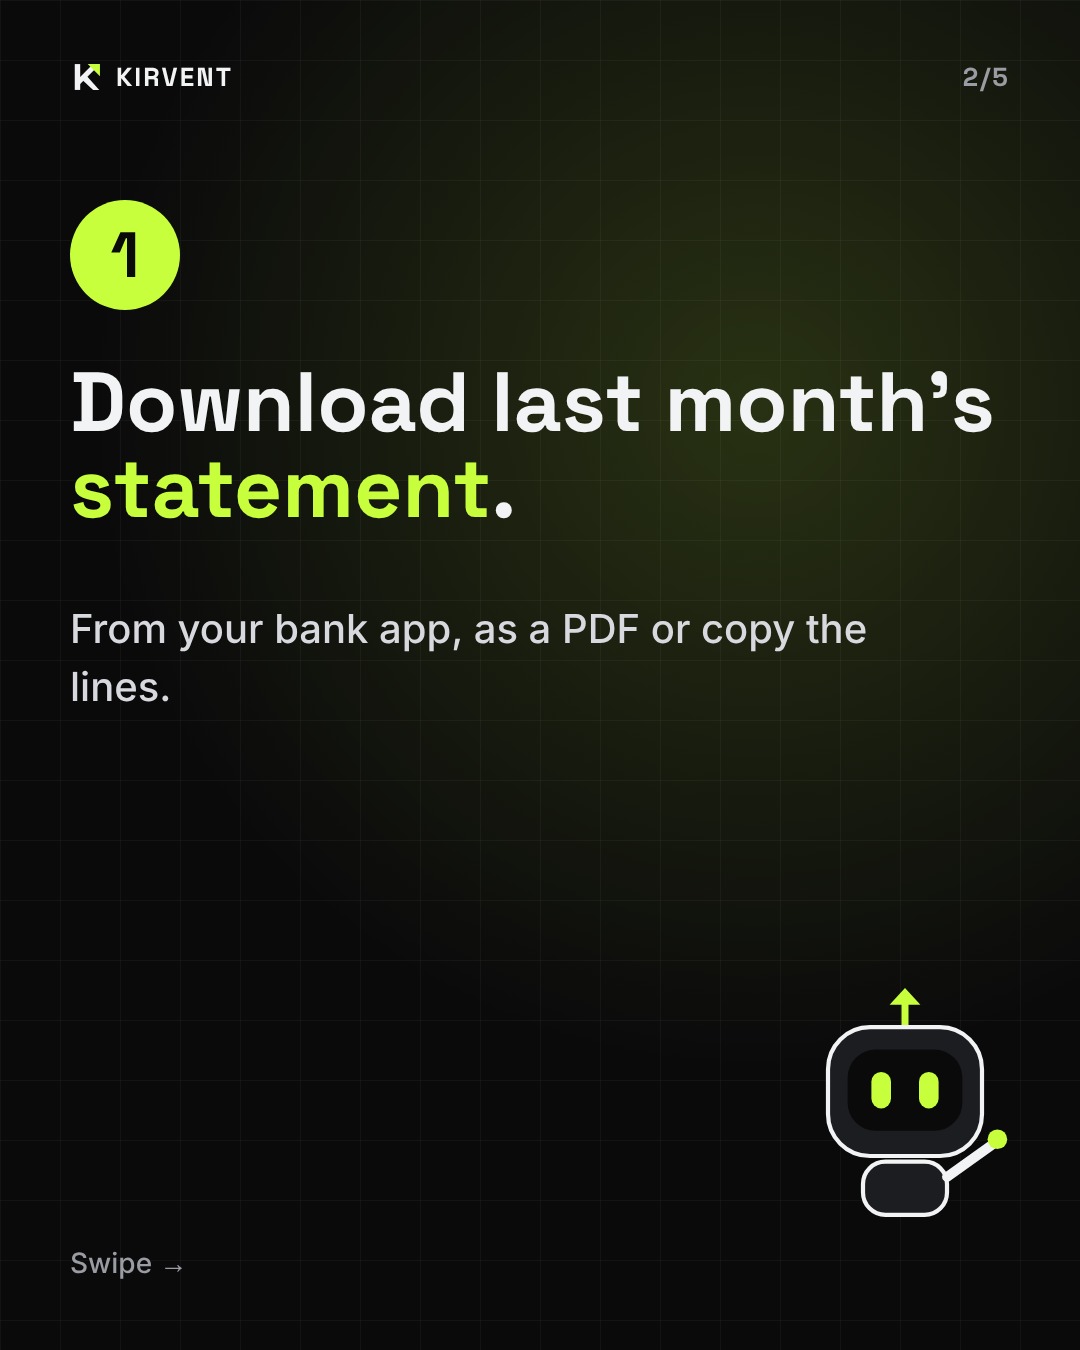 KIRVENT
2/5
1
Download last month’s
statement.
From your bank app, as a PDF or copy the
lines.
Swipe →